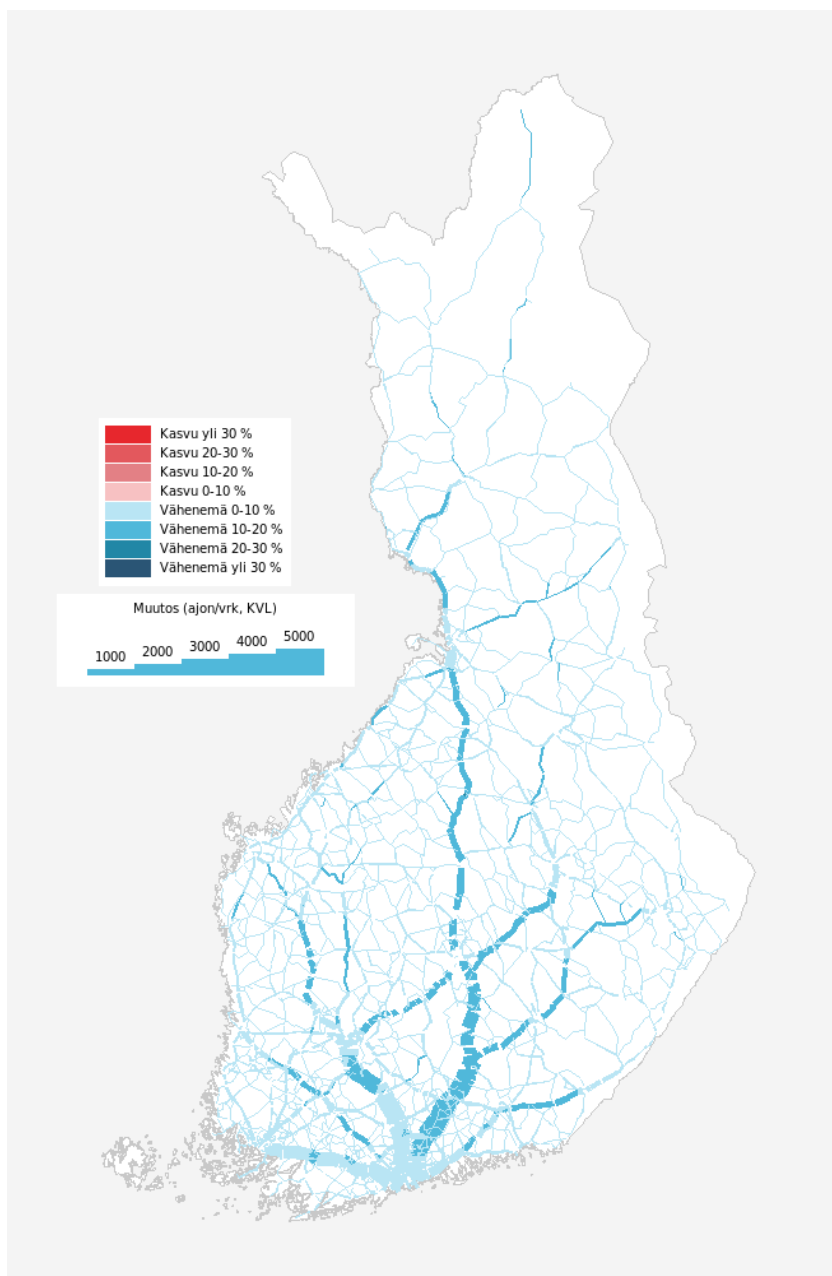 Kasvu yli 30 %
Kasvu 20-30 %
Kasvu 10-20 %
Kasvu 0-10 %
Vähenemä 0-10 %
Vähenemä 10-20 %
Vähenemä 20-30 %
Vähenemä yli 30 %
Muutos (ajon/vrk, KVL)
1000 2000 3000 4000 5000